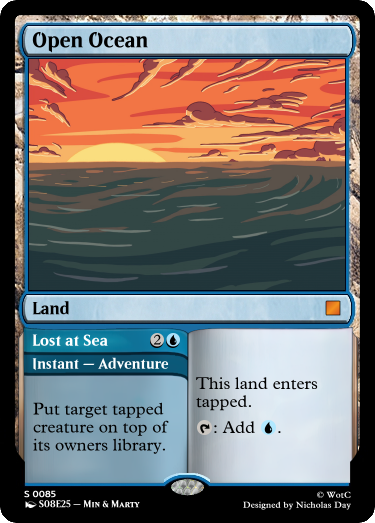 Open Ocean
Land
Lost at Sea 2
Instant — Adventure
Put target tapped
creature on top of
its owners library.
This land enters
tapped.
: Add .
S 0085
S08E25 — Min & Marty
© WotC
Designed by Nicholas Day